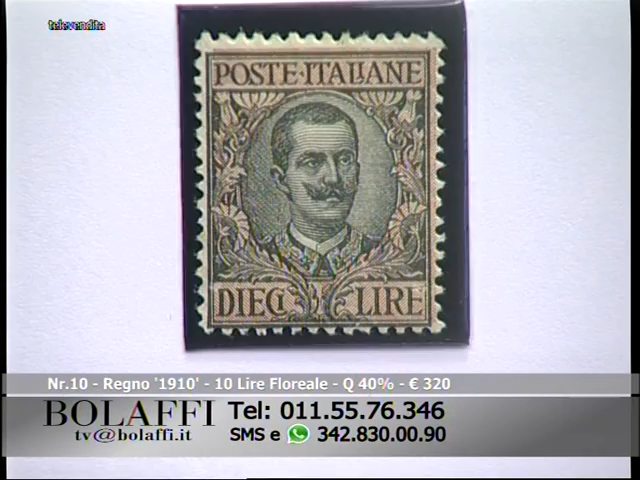 televendita
POSTE·ITALIANE
DIECI LIRE
Nr.10 - Regno '1910' - 10 Lire Floreale - Q 40% - € 320
BOLAFFI
tv@bolaffi.it
Tel: 011.55.76.346
SMS e 342.830.00.90